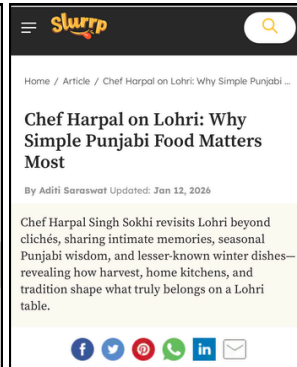 Slurrp
Home / Article / Chef Harpal on Lohri: Why Simple Punjabi ...
Chef Harpal on Lohri: Why
Simple Punjabi Food Matters
Most
By Aditi Saraswat Updated: Jan 12, 2026
Chef Harpal Singh Sokhi revisits Lohri beyond
clichés, sharing intimate memories, seasonal
Punjabi wisdom, and lesser-known winter dishes—
revealing how harvest, home kitchens, and
tradition shape what truly belongs on a Lohri
table.